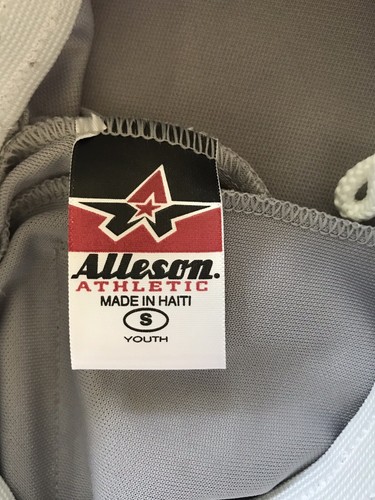 Alleson.
ATHLETIC
MADE IN HAITI
S
YOUTH